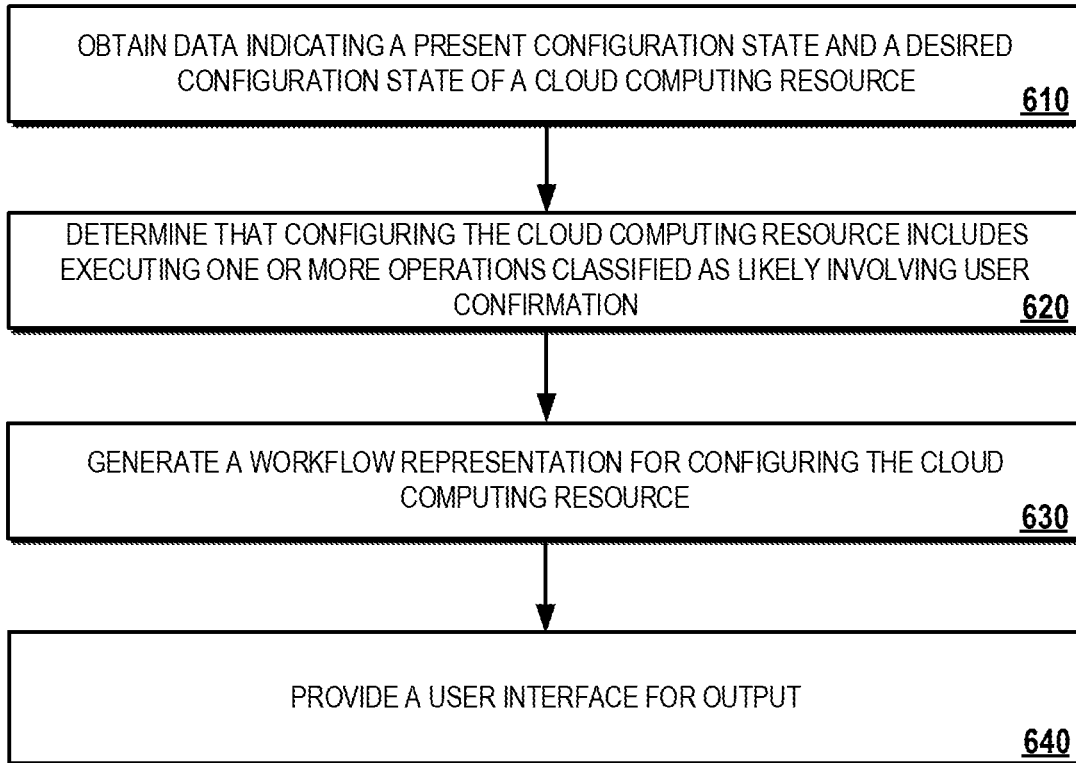 OBTAIN DATA INDICATING A PRESENT CONFIGURATION STATE AND A DESIRED
CONFIGURATION STATE OF A CLOUD COMPUTING RESOURCE
610
DETERMINE THAT CONFIGURING THE CLOUD COMPUTING RESOURCE INCLUDES
EXECUTING ONE OR MORE OPERATIONS CLASSIFIED AS LIKELY INVOLVING USER
CONFIRMATION
620
GENERATE A WORKFLOW REPRESENTATION FOR CONFIGURING THE CLOUD
COMPUTING RESOURCE
630
PROVIDE A USER INTERFACE FOR OUTPUT
640